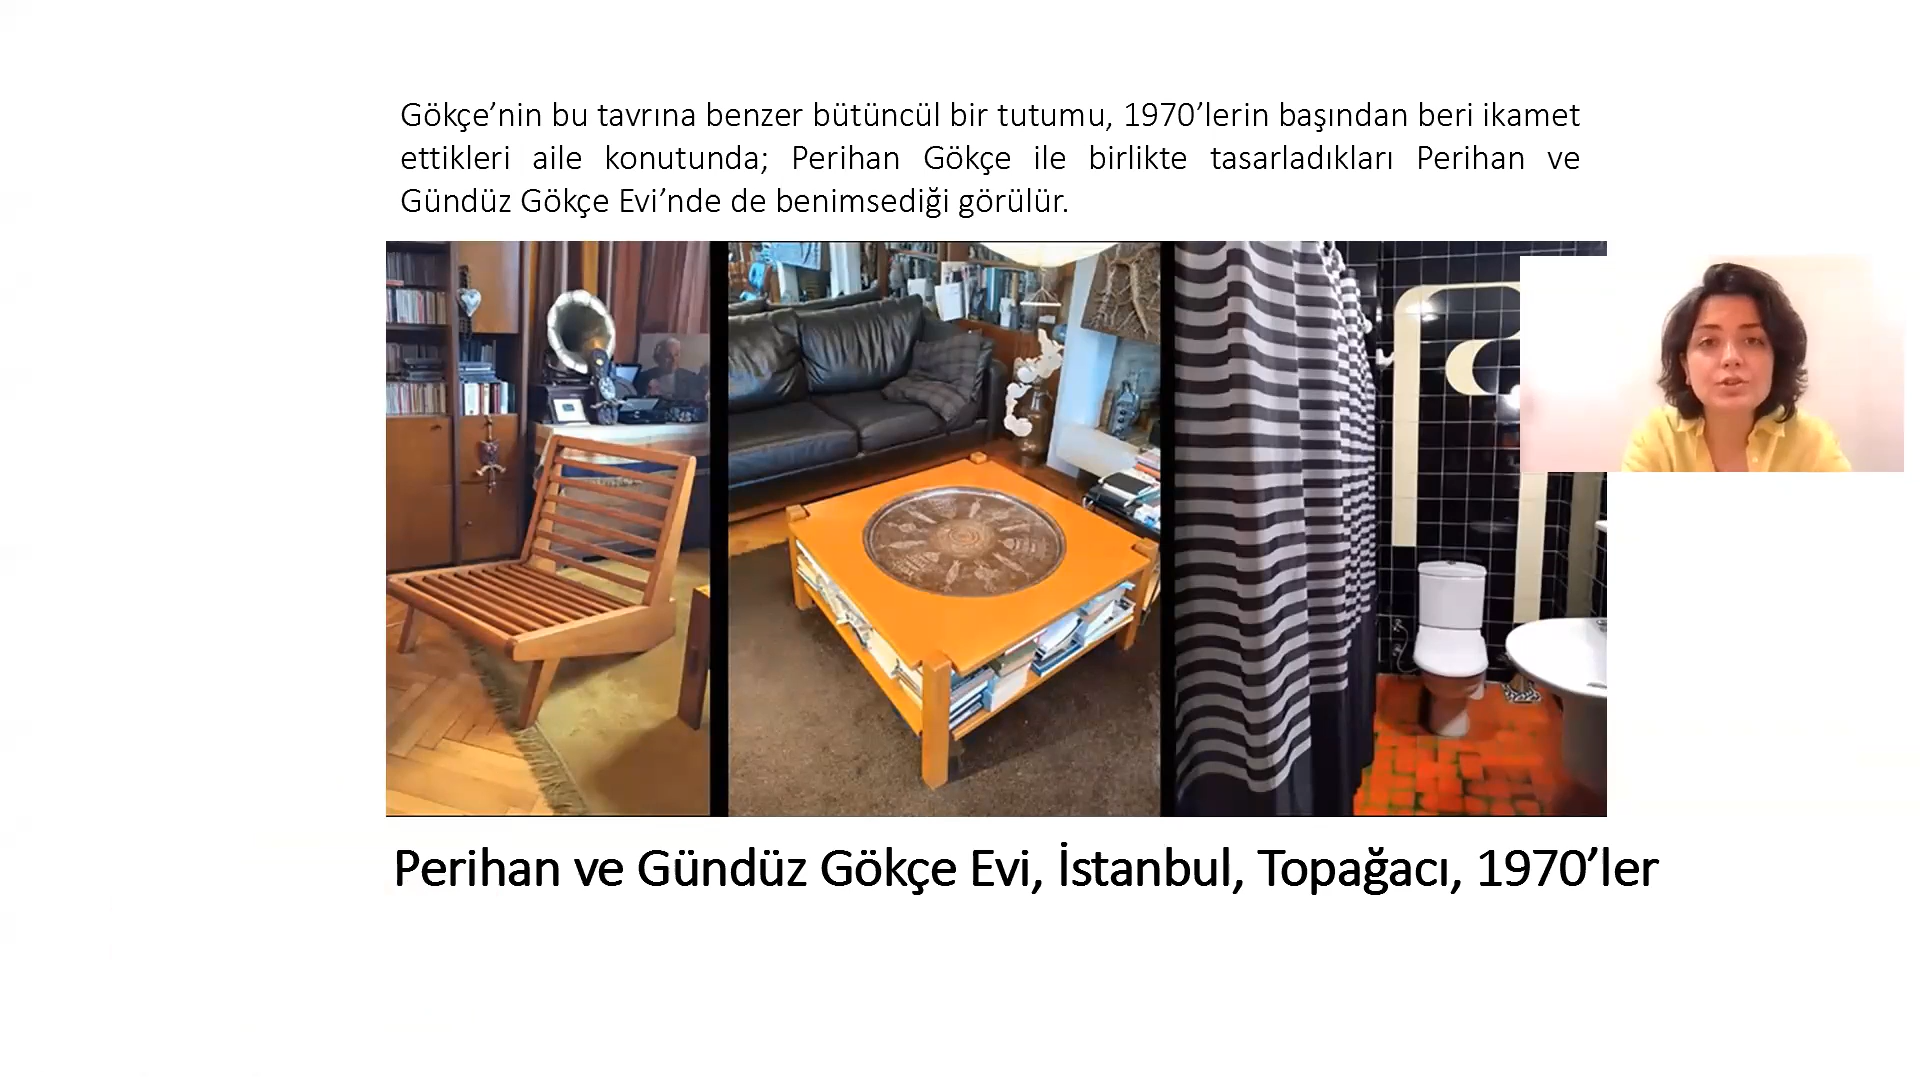 Gökçe’nin bu tavrına benzer bütüncül bir tutumu, 1970’lerin başından beri ikamet
ettikleri aile konutunda; Perihan Gökçe ile birlikte tasarladıkları Perihan ve
Gündüz Gökçe Evi’nde de benimsediği görülür.
Perihan ve Gündüz Gökçe Evi, İstanbul, Topağacı, 1970’ler